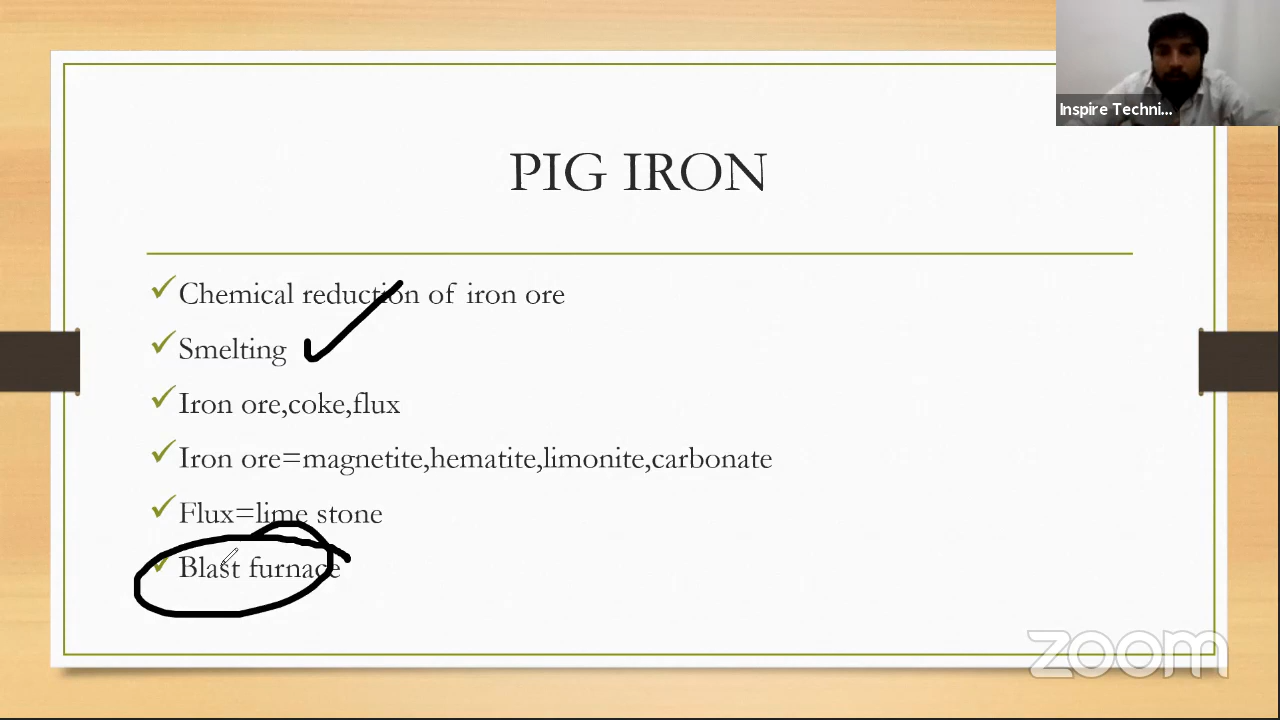 Inspire Techni...
PIG IRON
Chemical reduction of iron ore
Smelting
Iron ore,coke,flux
Iron ore=magnetite,hematite,limonite,carbonate
Flux=lime stone
Blast furnace
zoom